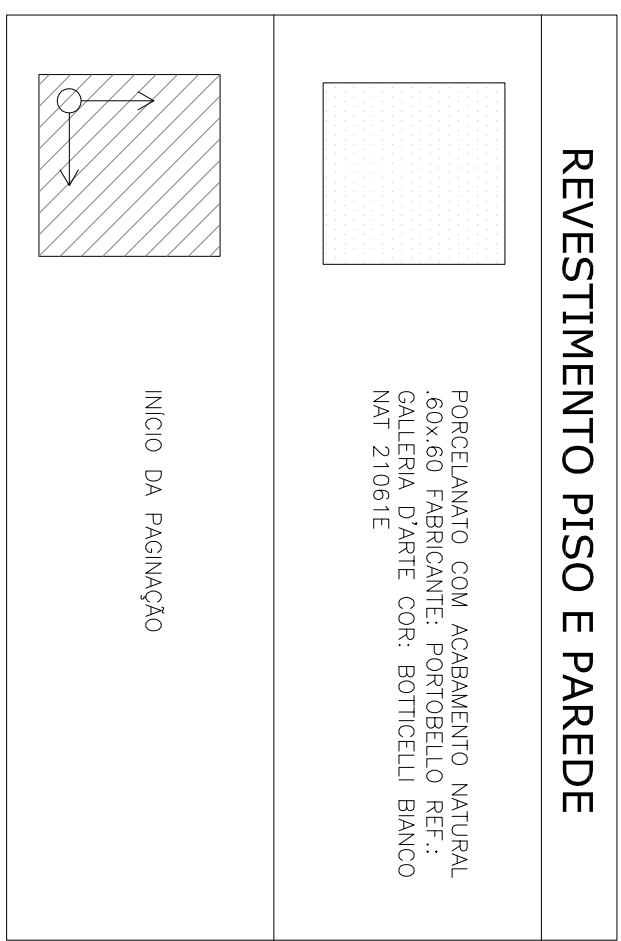 REVESTIMENTO PISO E PAREDE
PORCELANATO COM ACABAMENTO NATURAL
.60x.60 FABRICANTE: PORTOBELLO REF.:
GALLERIA D'ARTE COR: BOTTICELLI BIANCO
NAT 21061E
INÍCIO DA PAGINAÇÃO